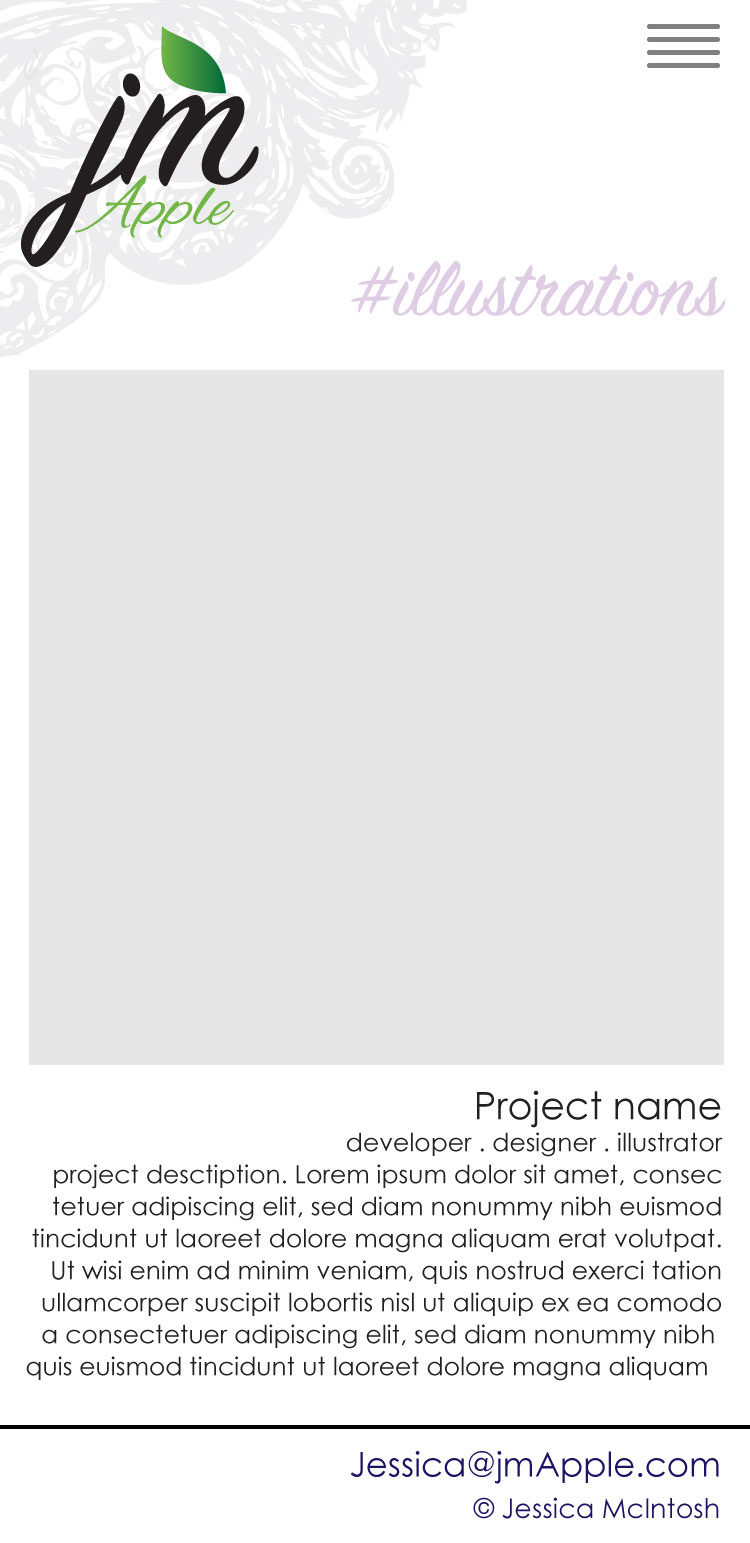 jm
Apple
#illustrations
Project name
developer . designer . illustrator
project desctiption. Lorem ipsum dolor sit amet, consec
tetuer adipiscing elit, sed diam nonummy nibh euismod
tincidunt ut laoreet dolore magna aliquam erat volutpat.
Ut wisi enim ad minim veniam, quis nostrud exerci tation
ullamcorper suscipit lobortis nisl ut aliquip ex ea comodo
a consectetuer adipiscing elit, sed diam nonummy nibh
quis euismod tincidunt ut laoreet dolore magna aliquam
Jessica@jmApple.com
© Jessica McIntosh